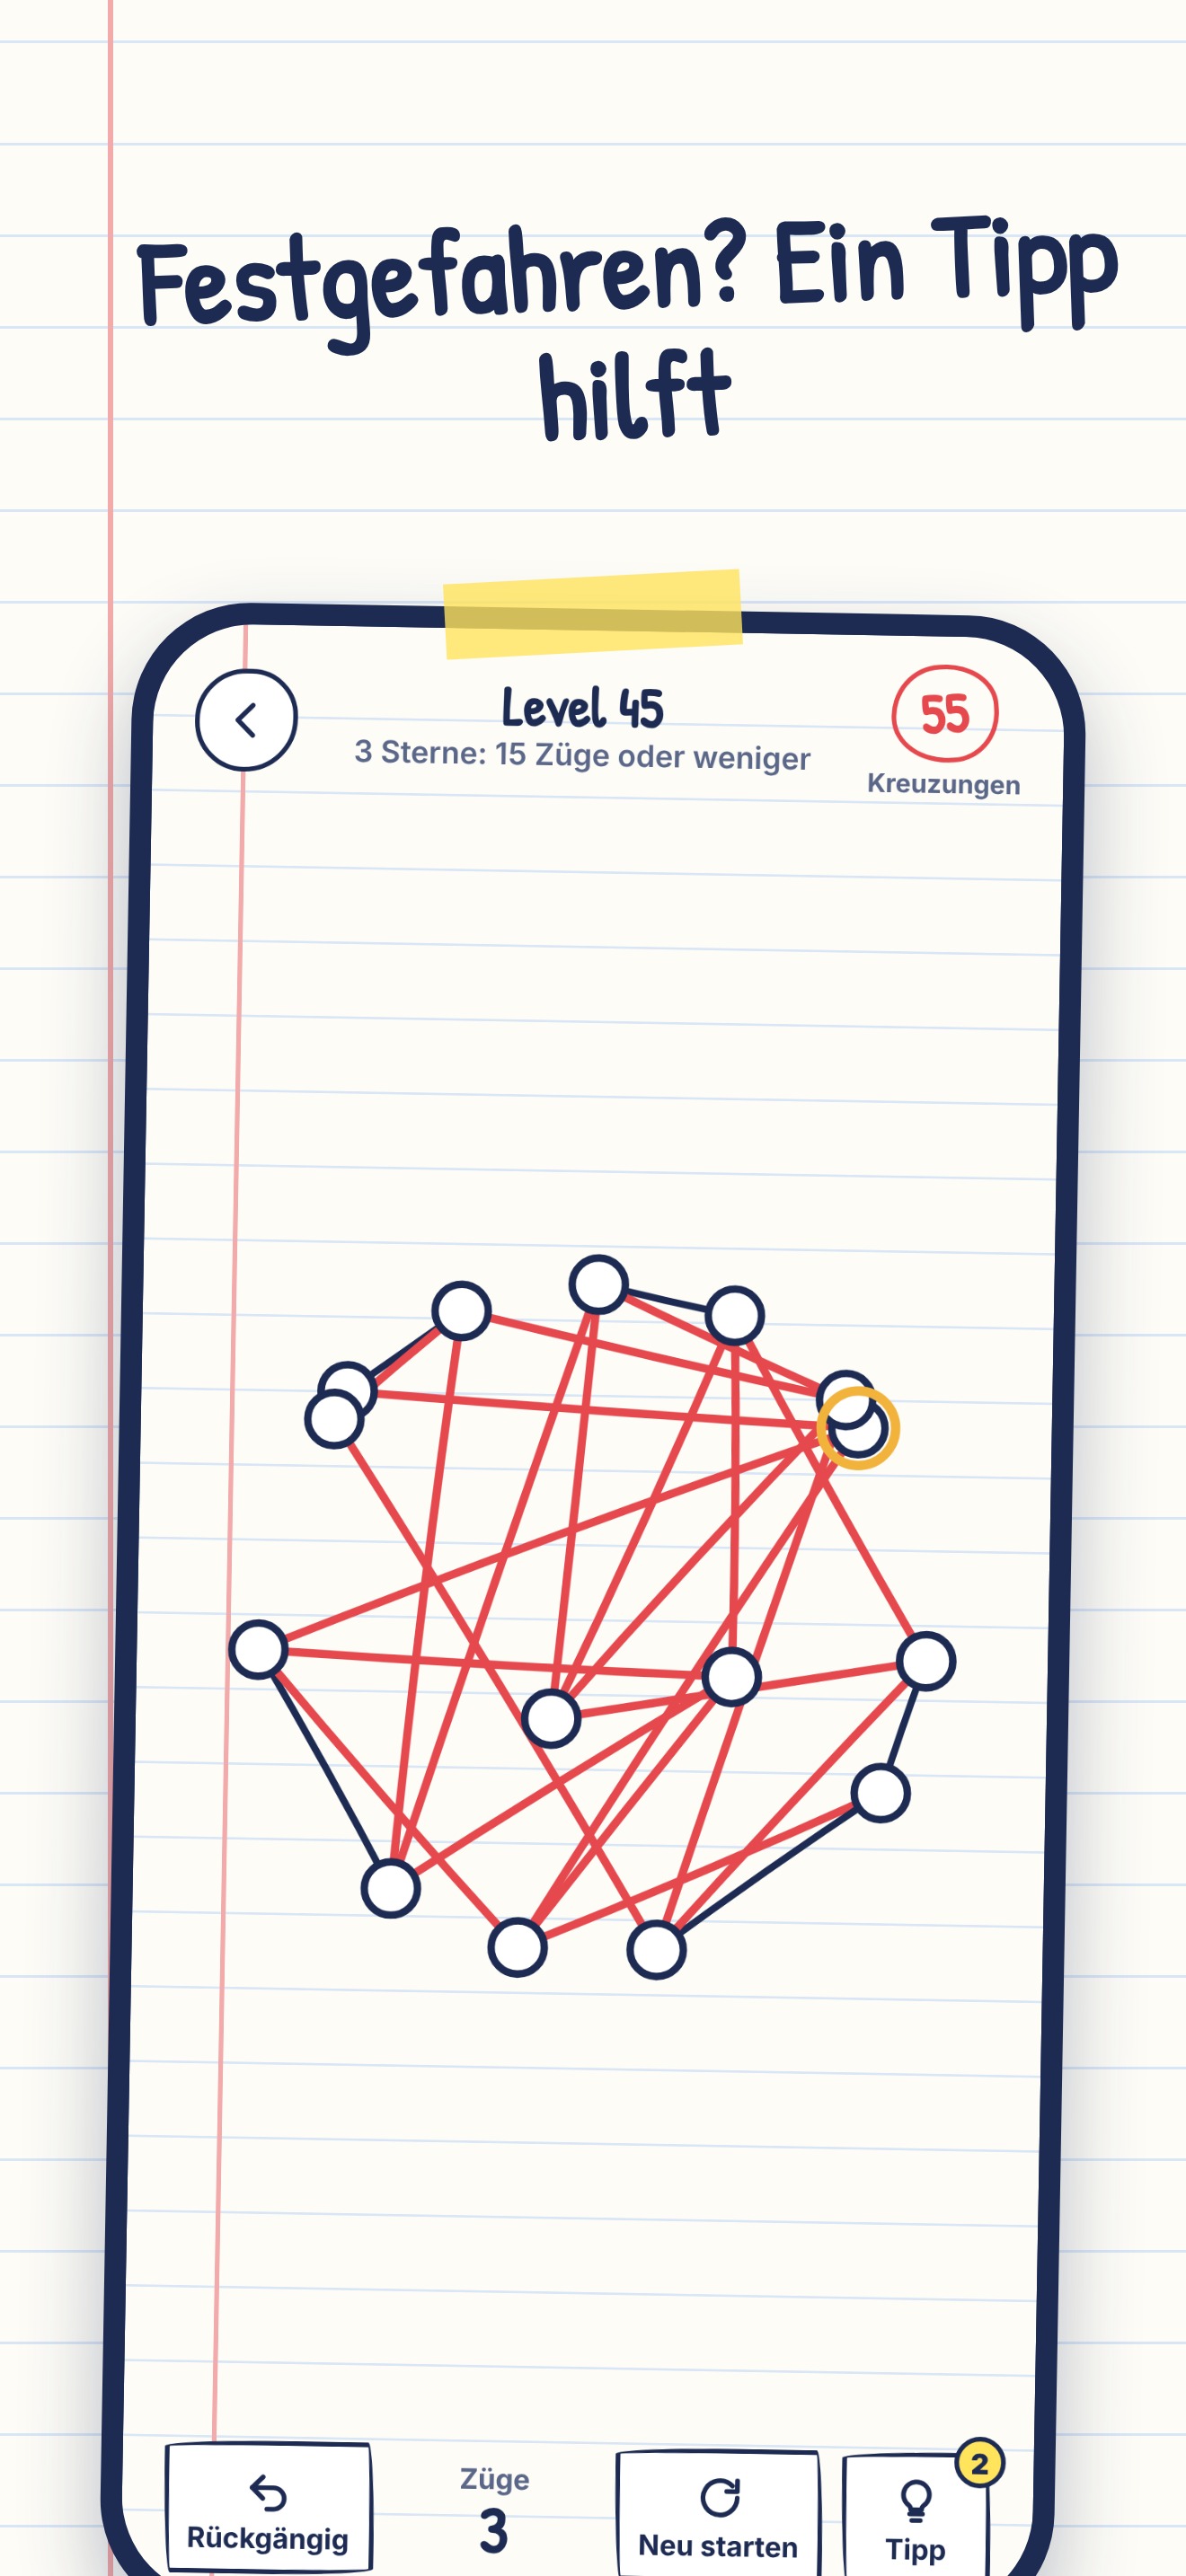 Festgefahren? Ein Tipp
hilft
Level 45
3 Sterne: 15 Züge oder weniger
55
Kreuzungen
Rückgängig
Züge
3
Neu starten
2
Tipp